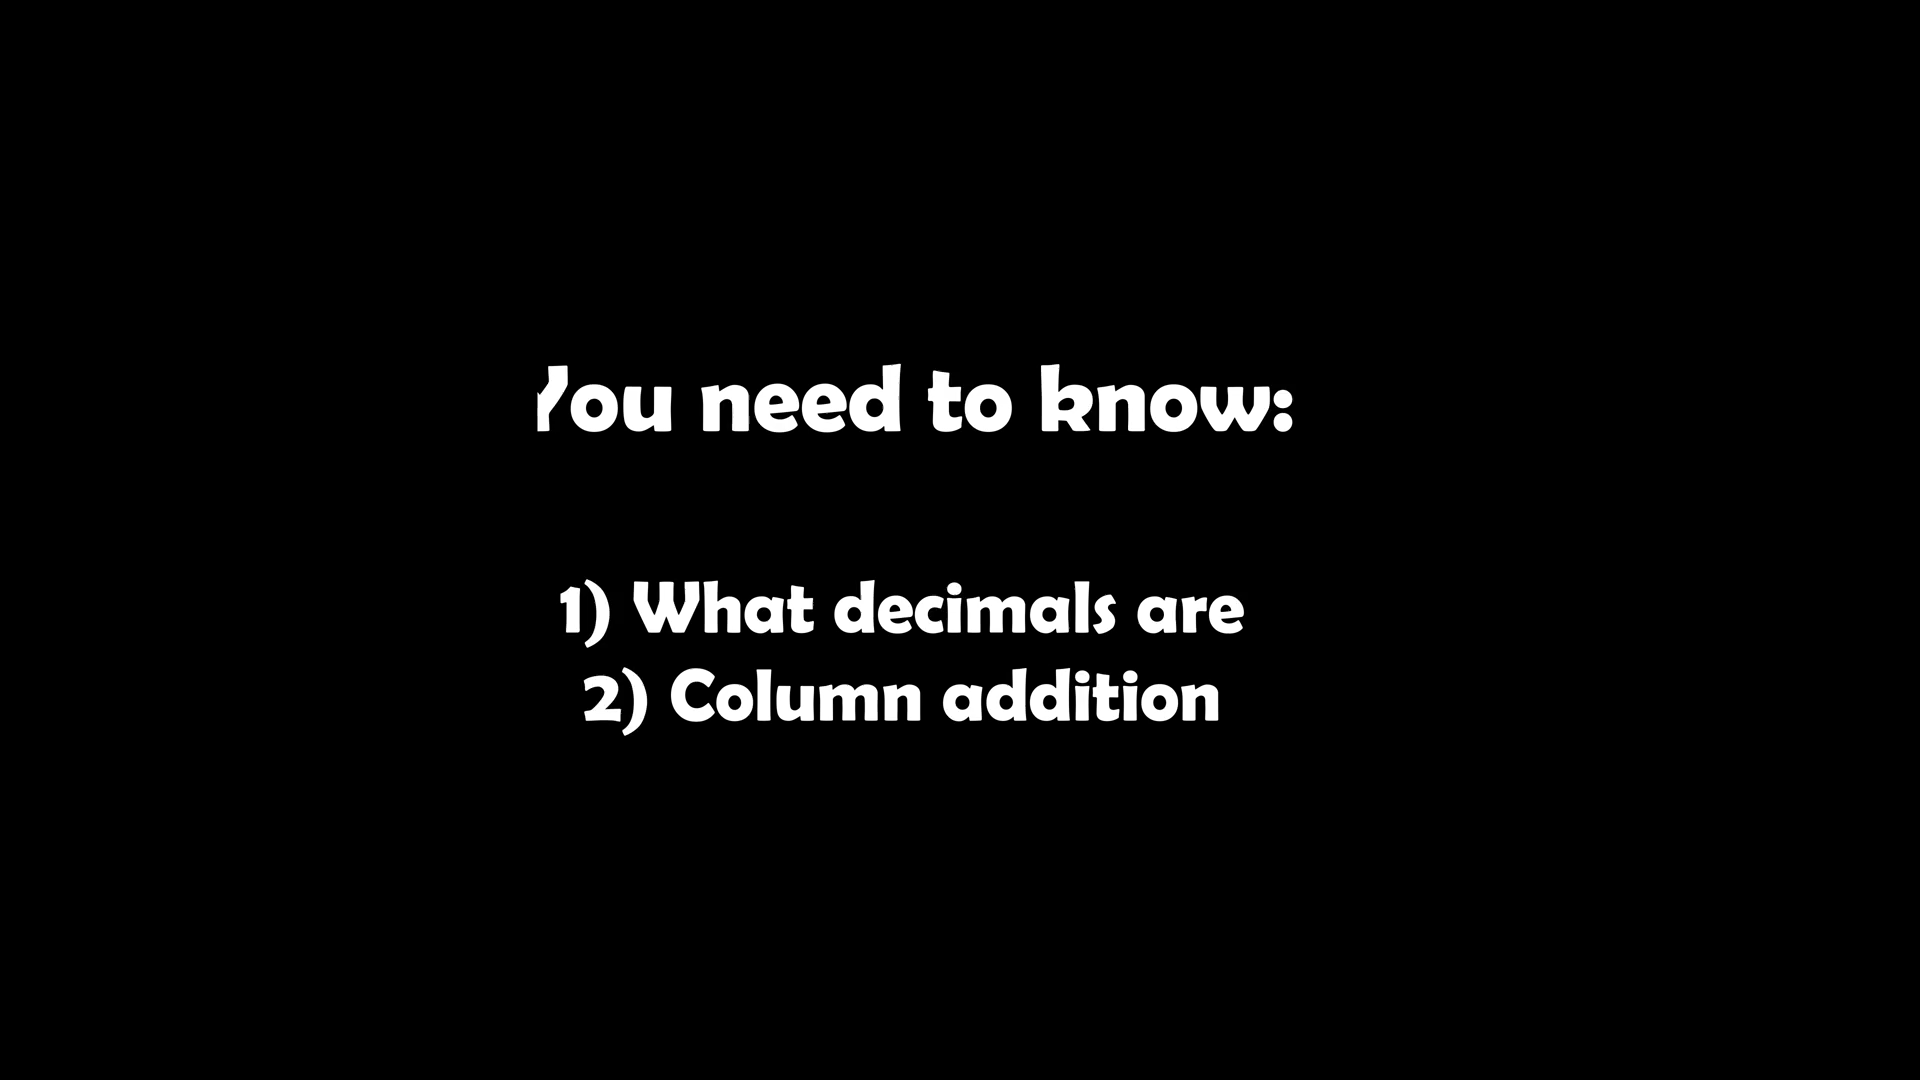 You need to know:
1) What decimals are
2) Column addition